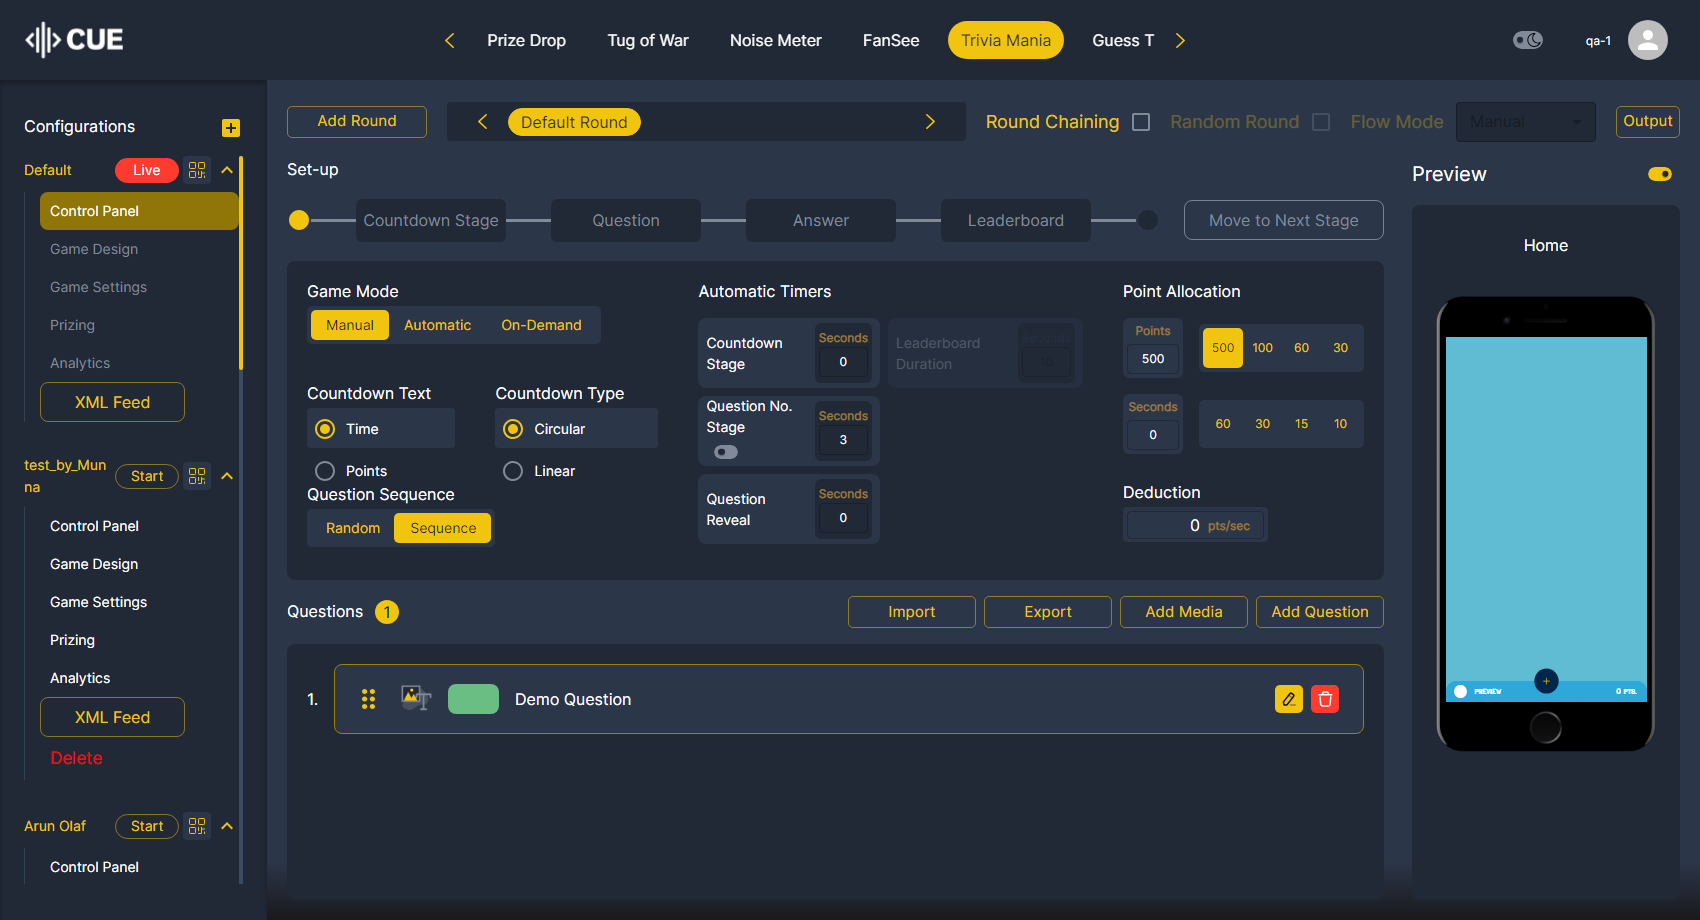 CUE
Prize Drop
Tug of War
Noise Meter
FanSee
Trivia Mania
Guess T
qa-1
Configurations
Default
Live
Control Panel
Game Design
Game Settings
Prizing
Analytics
XML Feed
test_by_Mun
na
Start
Control Panel
Game Design
Game Settings
Prizing
Analytics
XML Feed
Delete
Arun Olaf
Start
Control Panel
Add Round
Default Round
Round Chaining
Random Round
Flow Mode
Manual
Output
Set-up
Countdown Stage
Question
Answer
Leaderboard
Move to Next Stage
Game Mode
Manual
Automatic
On-Demand
Countdown Text
Time
Points
Countdown Type
Circular
Linear
Question Sequence
Random
Sequence
Automatic Timers
Countdown
Stage
Seconds
0
Leaderboard
Duration
Seconds
10
Question No.
Stage
Seconds
3
Question
Reveal
Seconds
0
Point Allocation
Points
500
500
100
60
30
Seconds
0
60
30
15
10
Deduction
0 pts/sec
Questions
1
Import
Export
Add Media
Add Question
1.
T
Demo Question
Preview
Home
PREVIEW
0 PTS.